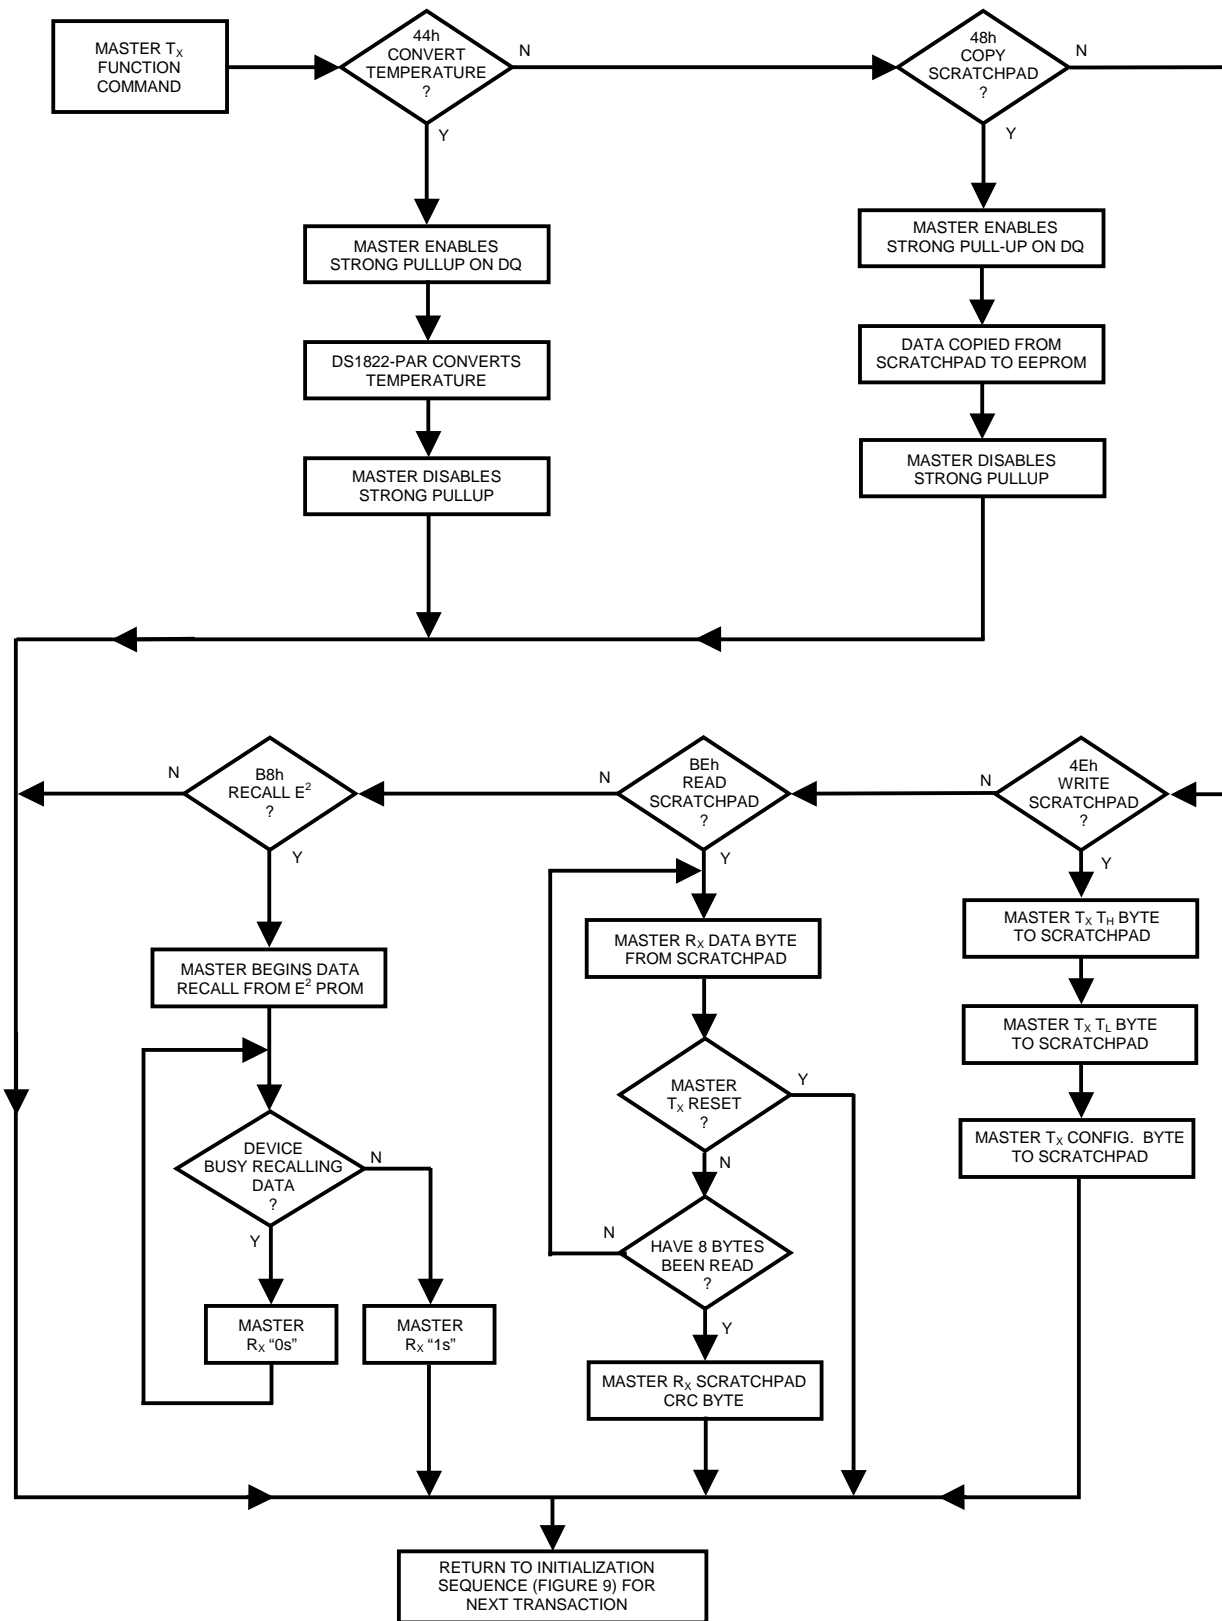 MASTER TX
FUNCTION
COMMAND
44h
CONVERT
TEMPERATURE
?
N
Y
48h
COPY
SCRATCHPAD
?
N
Y
MASTER ENABLES
STRONG PULLUP ON DQ
DS1822-PAR CONVERTS
TEMPERATURE
MASTER DISABLES
STRONG PULLUP
MASTER ENABLES
STRONG PULL-UP ON DQ
DATA COPIED FROM
SCRATCHPAD TO EEPROM
MASTER DISABLES
STRONG PULLUP
N
B8h
RECALL E²
?
Y
N
BEh
READ
SCRATCHPAD
?
Y
N
4Eh
WRITE
SCRATCHPAD
?
Y
MASTER BEGINS DATA
RECALL FROM E² PROM
DEVICE
BUSY RECALLING
DATA
?
N
Y
MASTER
RX “0s”
MASTER
RX “1s”
MASTER RX DATA BYTE
FROM SCRATCHPAD
MASTER
TX RESET
?
Y
N
N
HAVE 8 BYTES
BEEN READ
?
Y
MASTER RX SCRATCHPAD
CRC BYTE
MASTER TX TH BYTE
TO SCRATCHPAD
MASTER TX TL BYTE
TO SCRATCHPAD
MASTER TX CONFIG. BYTE
TO SCRATCHPAD
RETURN TO INITIALIZATION
SEQUENCE (FIGURE 9) FOR
NEXT TRANSACTION